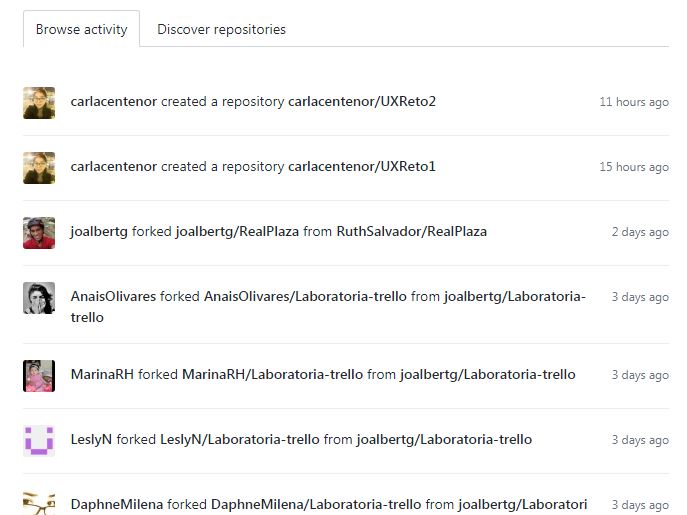 Browse activity
Discover repositories
carlacentenor created a repository carlacentenor/UXReto2
11 hours ago
carlacentenor created a repository carlacentenor/UXReto1
15 hours ago
joalbertg forked joalbertg/RealPlaza from RuthSalvador/RealPlaza
2 days ago
AnaisOlivares forked AnaisOlivares/Laboratoria-trello from joalbertg/Laboratoria-
trello
3 days ago
MarinaRH forked MarinaRH/Laboratoria-trello from joalbertg/Laboratoria-trello
3 days ago
LeslyN forked LeslyN/Laboratoria-trello from joalbertg/Laboratoria-trello
3 days ago
DaphneMilena forked DaphneMilena/Laboratoria-trello from joalbertg/Laboratori
3 days ago